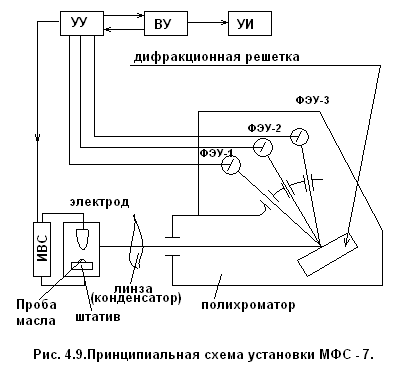 УУ
ВУ
УИ
дифракционная решетка
ФЭУ-3
ФЭУ-2
ФЭУ-1
электрод
ИВС
линза
(конденсатор)
Проба
масла
штатив
полихроматор
Рис. 4.9.Принципиальная схема установки МФС - 7.